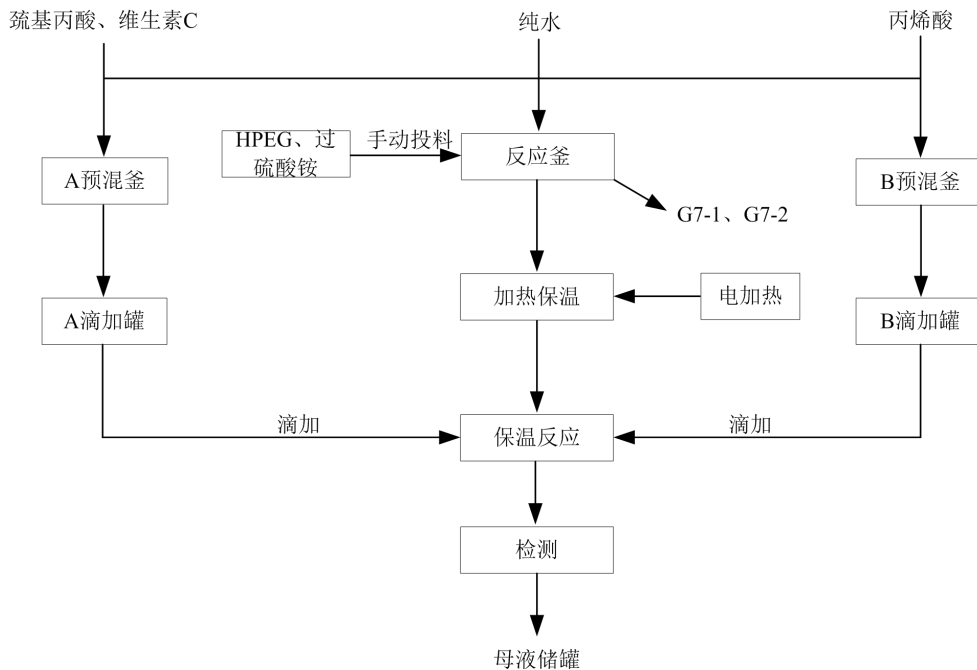 巯基丙酸、维生素C
纯水
丙烯酸
HPEG、过
硫酸铵
手动投料
反应釜
A预混釜
B预混釜
G7-1、G7-2
加热保温
电加热
A滴加罐
B滴加罐
滴加
保温反应
滴加
检测
母液储罐